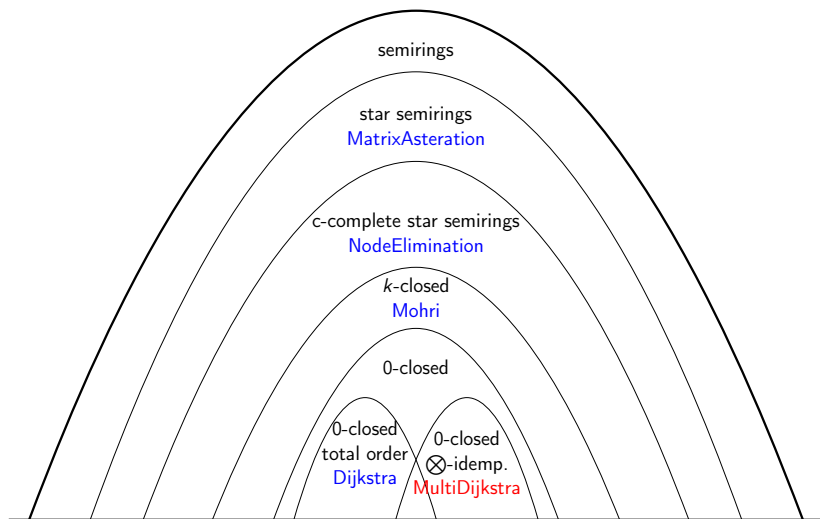 semirings
star semirings
MatrixAsteration
c-complete star semirings
NodeElimination
k-closed
Mohri
0-closed
0-closed
total order
Dijkstra
0-closed
⊗-idemp.
MultiDijkstra